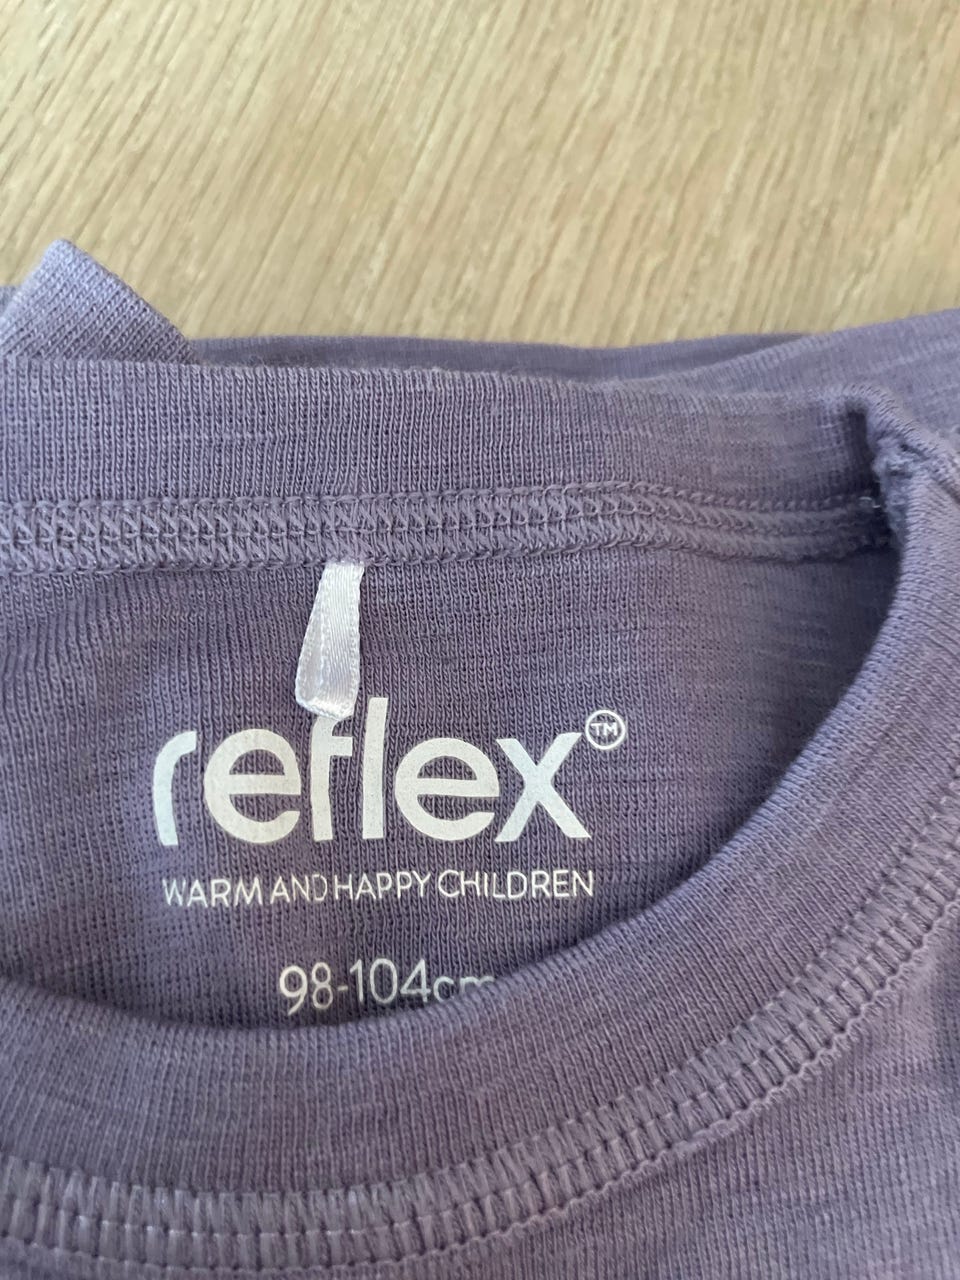 reflex™
WARM AND HAPPY CHILDREN
98-104cm